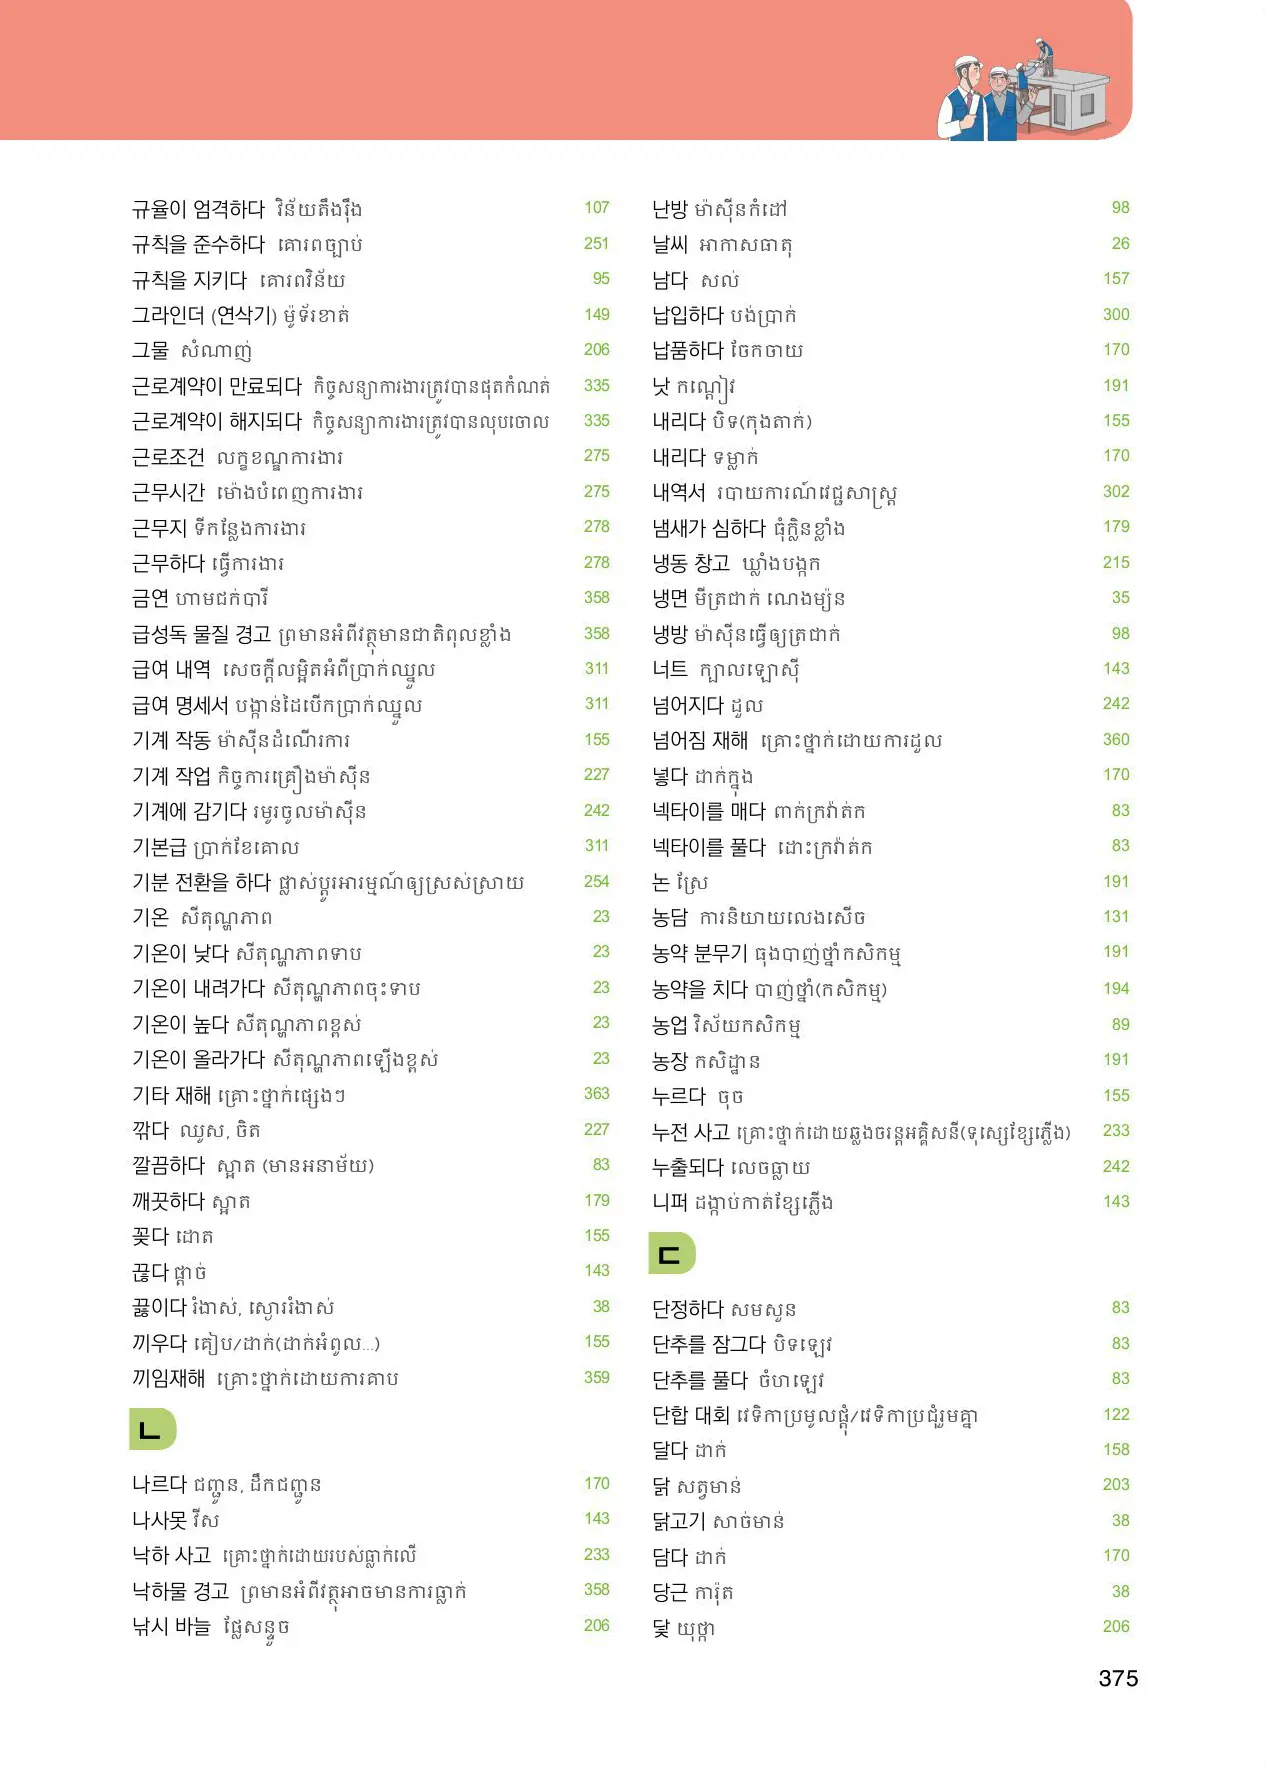 규율이 엄격하다 វិន័យតឹងរ៉ឹង 107
규칙을 준수하다 គោរពច្បាប់ 251
규칙을 지키다 គោរពវិន័យ 95
그라인더 (연삭기) ម៉ូទ័រខាត់ 149
그물 សំណាញ់ 206
근로계약이 만료되다 កិច្ចសន្យាការងារត្រូវបានផុតកំណត់ 335
근로계약이 해지되다 កិច្ចសន្យាការងារត្រូវបានលុបចោល 335
근로조건 លក្ខខណ្ឌការងារ 275
근무시간 ម៉ោងបំពេញការងារ 275
근무지 ទីកន្លែងការងារ 278
근무하다 ធ្វើការងារ 278
금연 ហាមជក់បារី 358
급성독 물질 경고 ព្រមានអំពីវត្ថុមានជាតិពុលខ្លាំង 358
급여 내역 សេចក្តីលម្អិតអំពីប្រាក់ឈ្នួល 311
급여 명세서 បង្កាន់ដៃបើកប្រាក់ឈ្នួល 311
기계 작동 ម៉ាស៊ីនដំណើរការ 155
기계 작업 កិច្ចការគ្រឿងម៉ាស៊ីន 227
기계에 감기다 រមូរចូលម៉ាស៊ីន 242
기본급 ប្រាក់ខែគោល 311
기분 전환을 하다 ផ្លាស់ប្តូរអារម្មណ៍ឲ្យស្រស់ស្រាយ 254
기온 សីតុណ្ហភាព 23
기온이 낮다 សីតុណ្ហភាពទាប 23
기온이 내려가다 សីតុណ្ហភាពចុះទាប 23
기온이 높다 សីតុណ្ហភាពខ្ពស់ 23
기온이 올라가다 សីតុណ្ហភាពឡើងខ្ពស់ 23
기타 재해 គ្រោះថ្នាក់ផ្សេងៗ 363
깎다 ឈូស, ចិត 227
깔끔하다 ស្អាត (មានអនាម័យ) 83
깨끗하다 ស្អាត 179
꽂다 ដោត 155
끊다 ផ្តាច់ 143
끓이다 រំងាស់, ស្ងោររំងាស់ 38
끼우다 គៀប/ដាក់(ដាក់អំពូល...) 155
끼임재해 គ្រោះថ្នាក់ដោយការគាប 359
ㄴ
나르다 ជញ្ជូន, ដឹកជញ្ជូន 170
나사못 វីស 143
낙하 사고 គ្រោះថ្នាក់ដោយរបស់ធ្លាក់លើ 233
낙하물 경고 ព្រមានអំពីវត្ថុអាចមានការធ្លាក់ 358
낚시 바늘 ផ្លែសន្ទូច 206
난방 ម៉ាស៊ីនកំដៅ 98
날씨 អាកាសធាតុ 26
남다 សល់ 157
납입하다 បង់ប្រាក់ 300
납품하다 ចែកចាយ 170
낫 កណ្តៀវ 191
내리다 បិទ(កុងតាក់) 155
내리다 ទម្លាក់ 170
내역서 របាយការណ៍វេជ្ជសាស្ត្រ 302
냄새가 심하다 ធុំក្លិនខ្លាំង 179
냉동 창고 ឃ្លាំងបង្កក 215
냉면 មីត្រជាក់ ណេងម្យ៉ន 35
냉방 ម៉ាស៊ីនធ្វើឲ្យត្រជាក់ 98
너트 ក្បាលឡោស៊ី 143
넘어지다 ដួល 242
넘어짐 재해 គ្រោះថ្នាក់ដោយការដួល 360
넣다 ដាក់ក្នុង 170
넥타이를 매다 ពាក់ក្រវ៉ាត់ក 83
넥타이를 풀다 ដោះក្រវ៉ាត់ក 83
논 ស្រែ 191
농담 ការនិយាយលេងសើច 131
농약 분무기 ធុងបាញ់ថ្នាំកសិកម្ម 191
농약을 치다 បាញ់ថ្នាំ(កសិកម្ម) 194
농업 វិស័យកសិកម្ម 89
농장 កសិដ្ឋាន 191
누르다 ចុច 155
누전 사고 គ្រោះថ្នាក់ដោយឆ្លងចរន្តអគ្គិសនី(ទុស្សេខ្សែភ្លើង) 233
누출되다 លេចធ្លាយ 242
니퍼 ដង្កាប់កាត់ខ្សែភ្លើង 143
ㄷ
단정하다 សមសួន 83
단추를 잠그다 បិទឡេវ 83
단추를 풀다 ចំហឡេវ 83
단합 대회 វេទិកាប្រមូលផ្តុំ/វេទិកាប្រជុំរួមគ្នា 122
달다 ដាក់ 158
닭 សត្វមាន់ 203
닭고기 សាច់មាន់ 38
담다 ដាក់ 170
당근 ការ៉ុត 38
닻 យុថ្កា 206
375